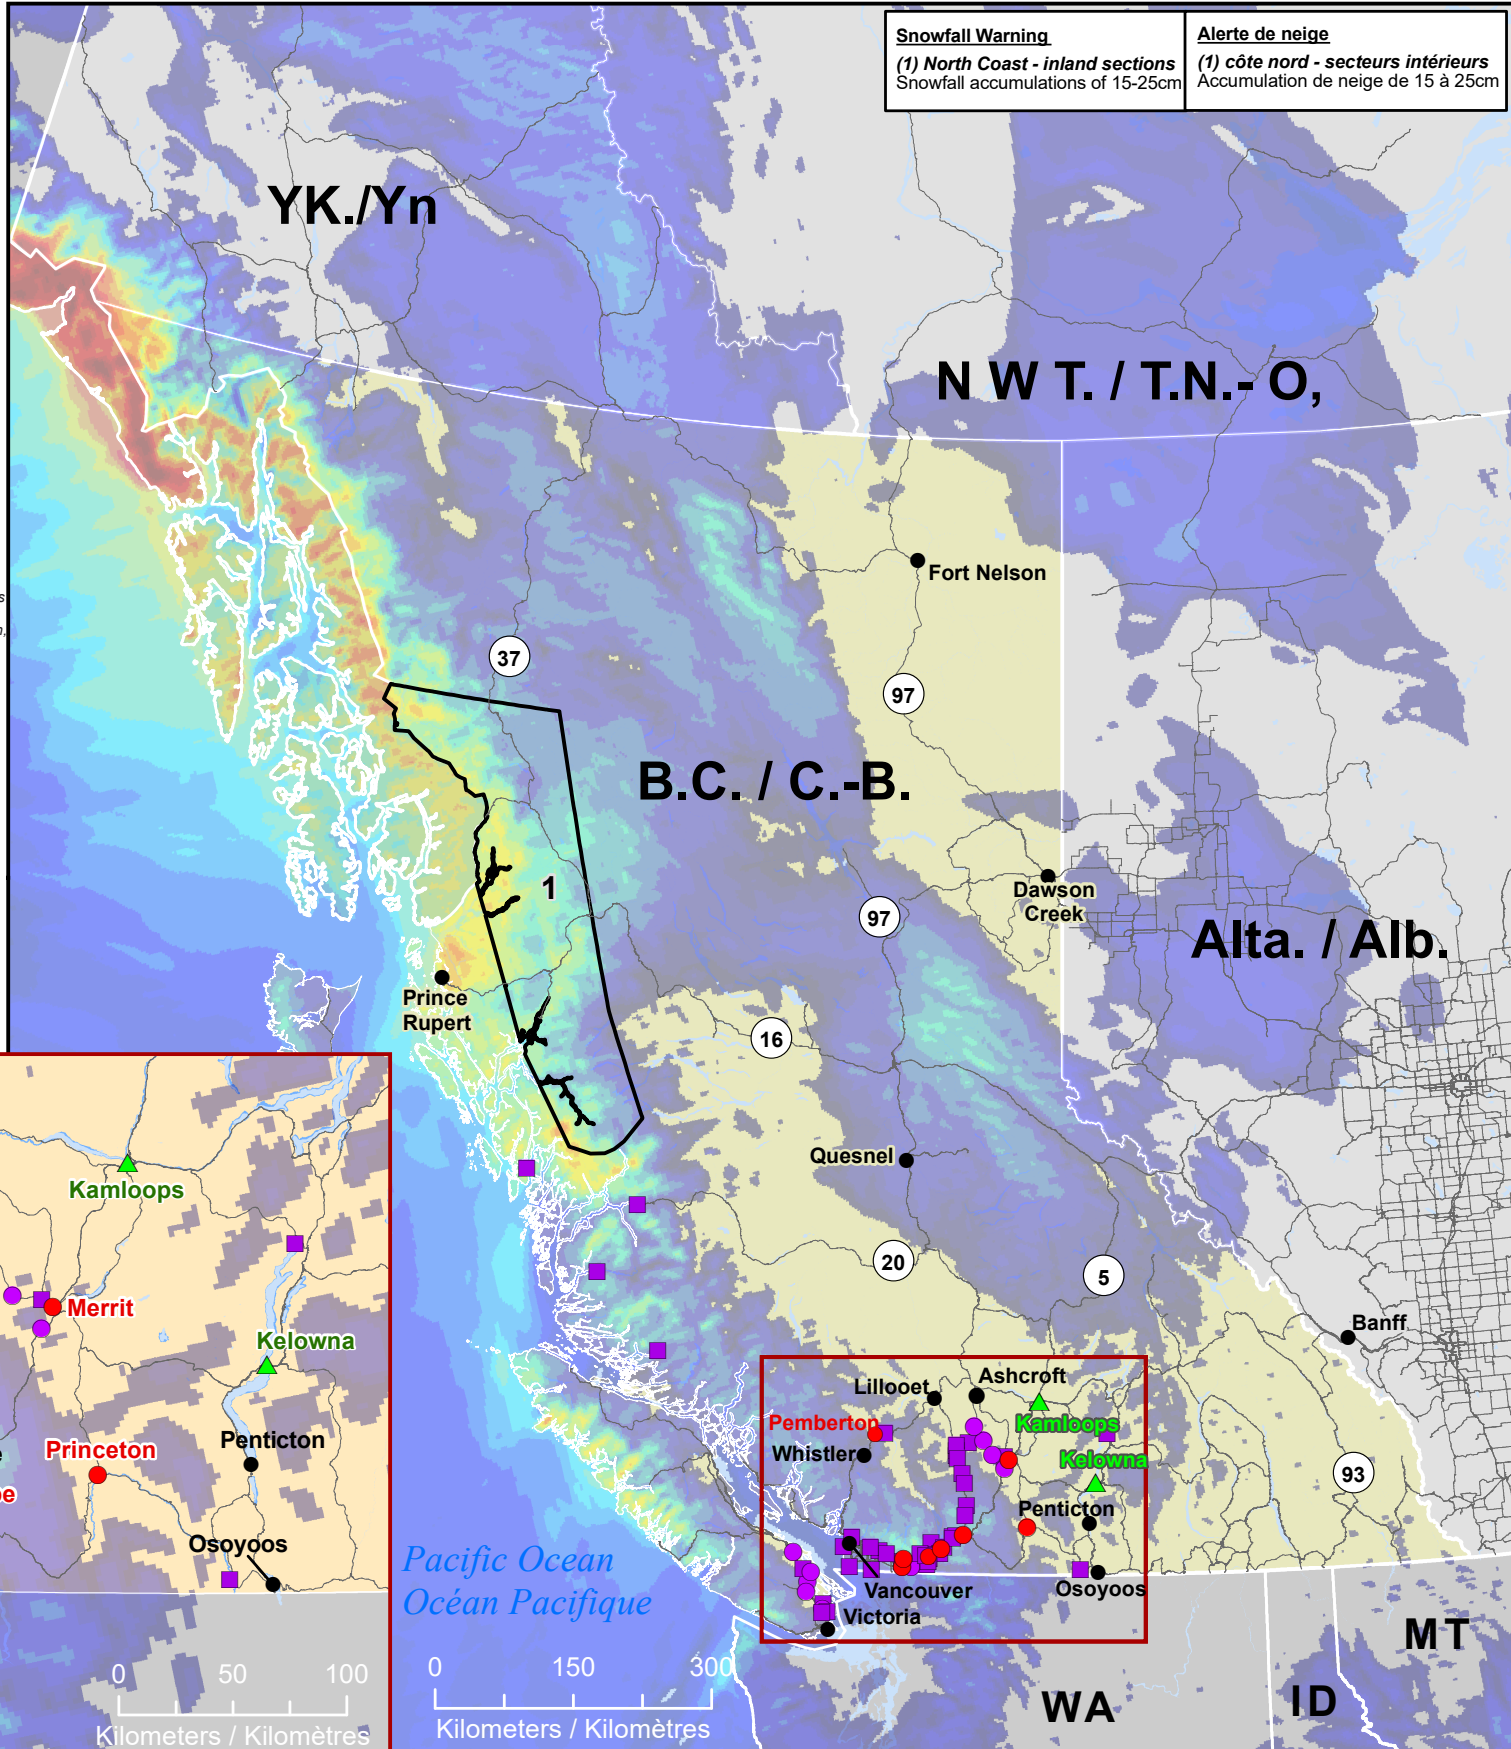 Snowfall Warning
(1) North Coast - inland sections
Snowfall accumulations of 15-25cm
Alerte de neige
(1) côte nord - secteurs intérieurs
Accumulation de neige de 15 à 25cm
YK./Yn
N W T. / T.N.- O,
Fort Nelson
37
97
B.C. / C.-B.
1
Dawson
Creek
97
Alta. / Alb.
Prince
Rupert
16
Quesnel
20
5
Banff
Lillooet
Ashcroft
Pemberton
Kamloops
Whistler
Kelowna
93
Penticton
Vancouver
Osoyoos
Victoria
Kamloops
Merrit
Kelowna
Princeton
Penticton
Osoyoos
0 50 100
Kilometers / Kilomètres
Pacific Ocean
Océan Pacifique
0 150 300
Kilometers / Kilomètres
MT
WA
ID